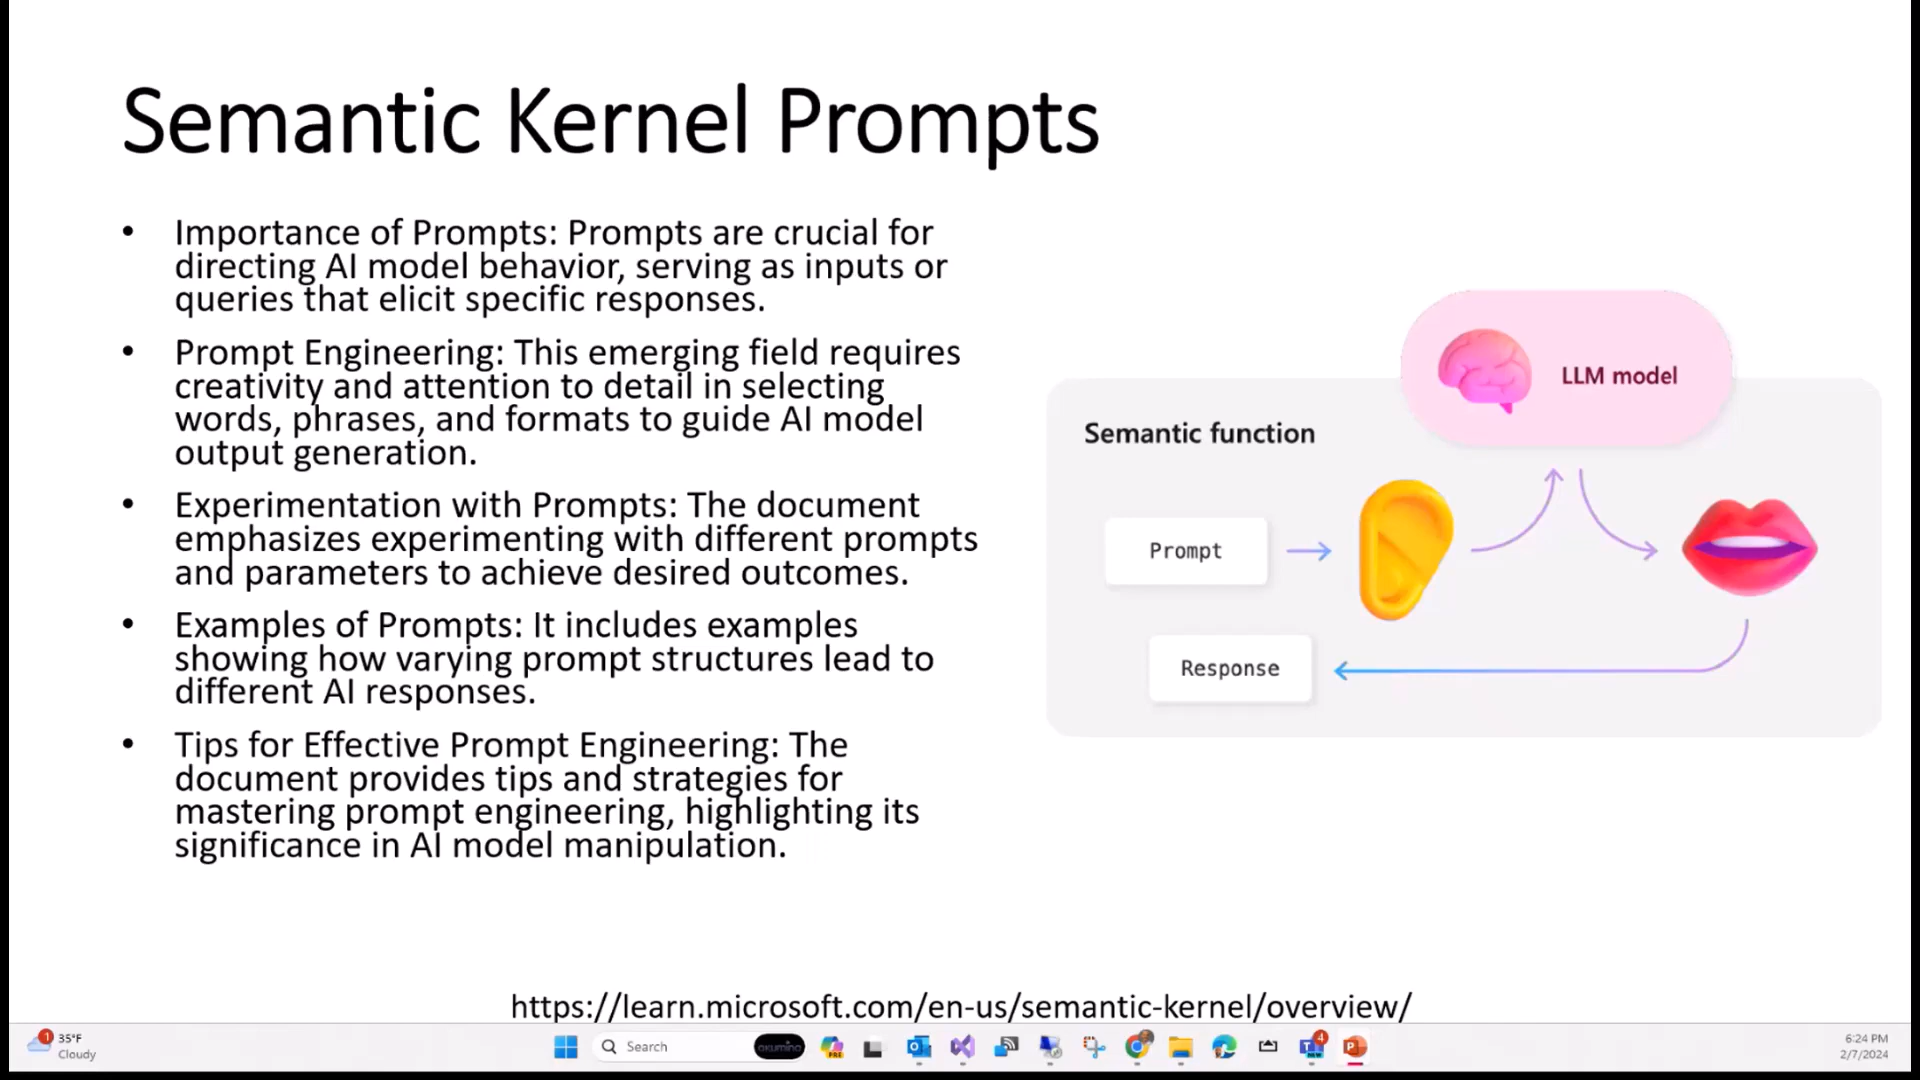 Semantic Kernel Prompts
• Importance of Prompts: Prompts are crucial for
directing AI model behavior, serving as inputs or
queries that elicit specific responses.
• Prompt Engineering: This emerging field requires
creativity and attention to detail in selecting
words, phrases, and formats to guide AI model
output generation.
• Experimentation with Prompts: The document
emphasizes experimenting with different prompts
and parameters to achieve desired outcomes.
• Examples of Prompts: It includes examples
showing how varying prompt structures lead to
different AI responses.
• Tips for Effective Prompt Engineering: The
document provides tips and strategies for
mastering prompt engineering, highlighting its
significance in AI model manipulation.
LLM model
Semantic function
Prompt
Response
https://learn.microsoft.com/en-us/semantic-kernel/overview/
1
35°F
Cloudy
Search
akumina
PRE
NEW
4
6:24 PM
2/7/2024